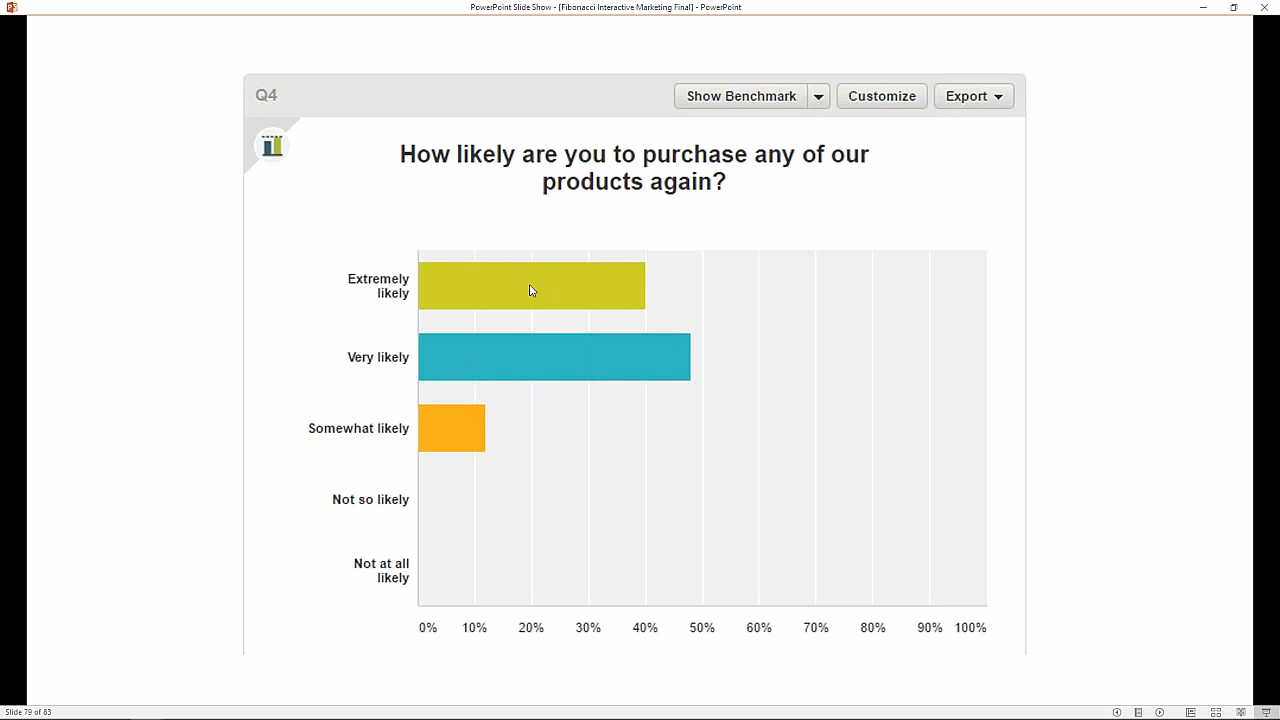 PowerPoint Slide Show - [Fibonacci Interactive Marketing Final] - PowerPoint
Q4
Show Benchmark
Customize
Export
How likely are you to purchase any of our
products again?
Extremely
likely
Very likely
Somewhat likely
Not so likely
Not at all
likely
0% 10% 20% 30% 40% 50% 60% 70% 80% 90% 100%
Slide 79 of 83